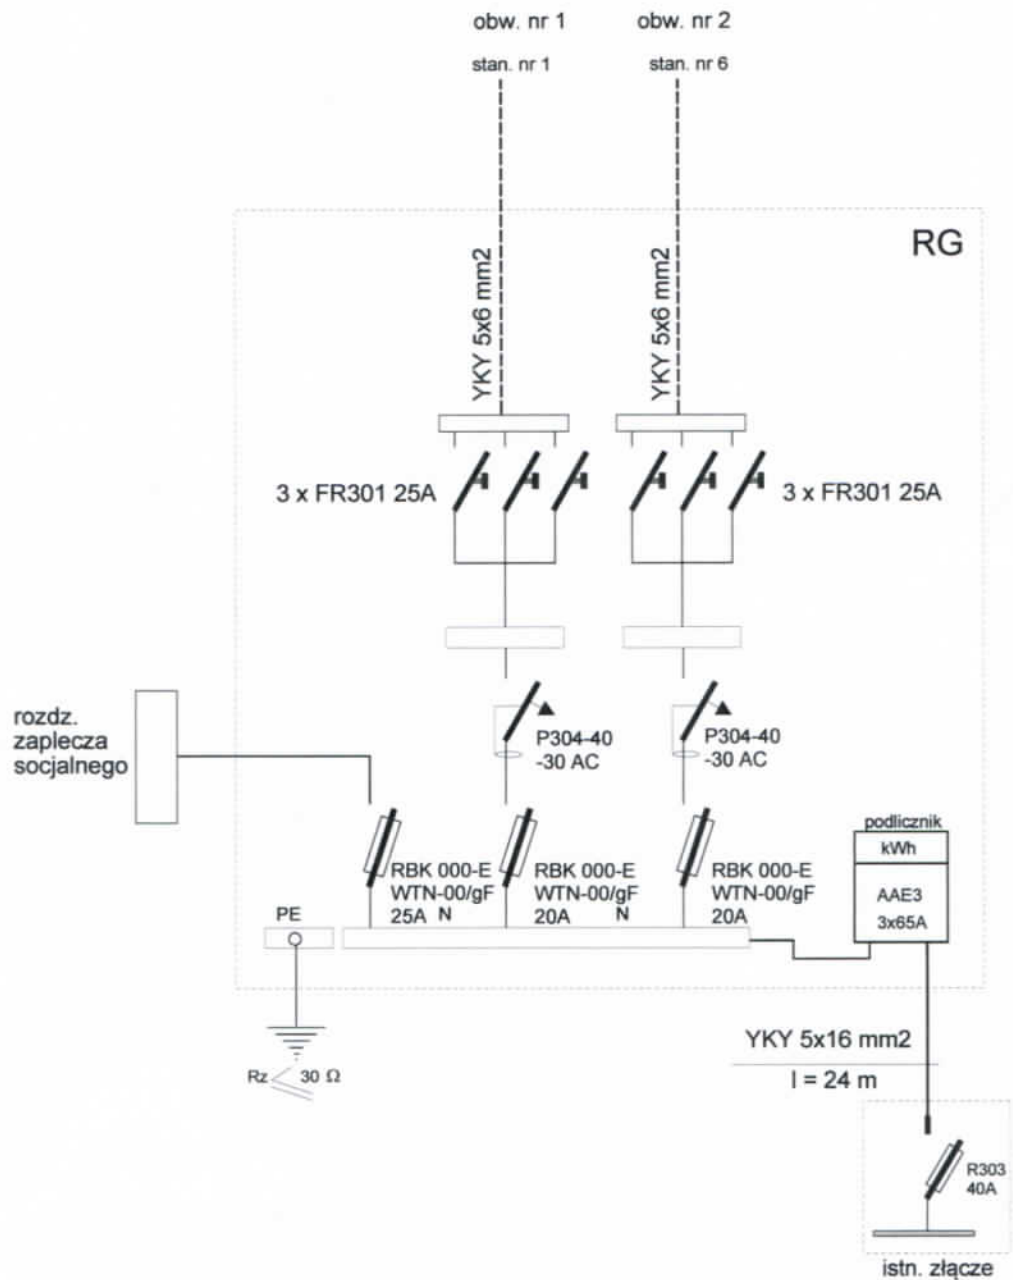 obw. nr 1
obw. nr 2
stan. nr 1
stan. nr 6
RG
YKY 5x6 mm2
YKY 5x6 mm2
3 x FR301 25A
3 x FR301 25A
rozdz.
zaplecza
socjalnego
P304-40
-30 AC
P304-40
-30 AC
podlicznik
kWh
AAE3
3x65A
RBK 000-E
WTN-00/gF
25A N
RBK 000-E
WTN-00/gF
20A N
RBK 000-E
WTN-00/gF
20A
PE
Rz ≤ 30 Ω
YKY 5x16 mm2
l = 24 m
R303
40A
istn. złącze